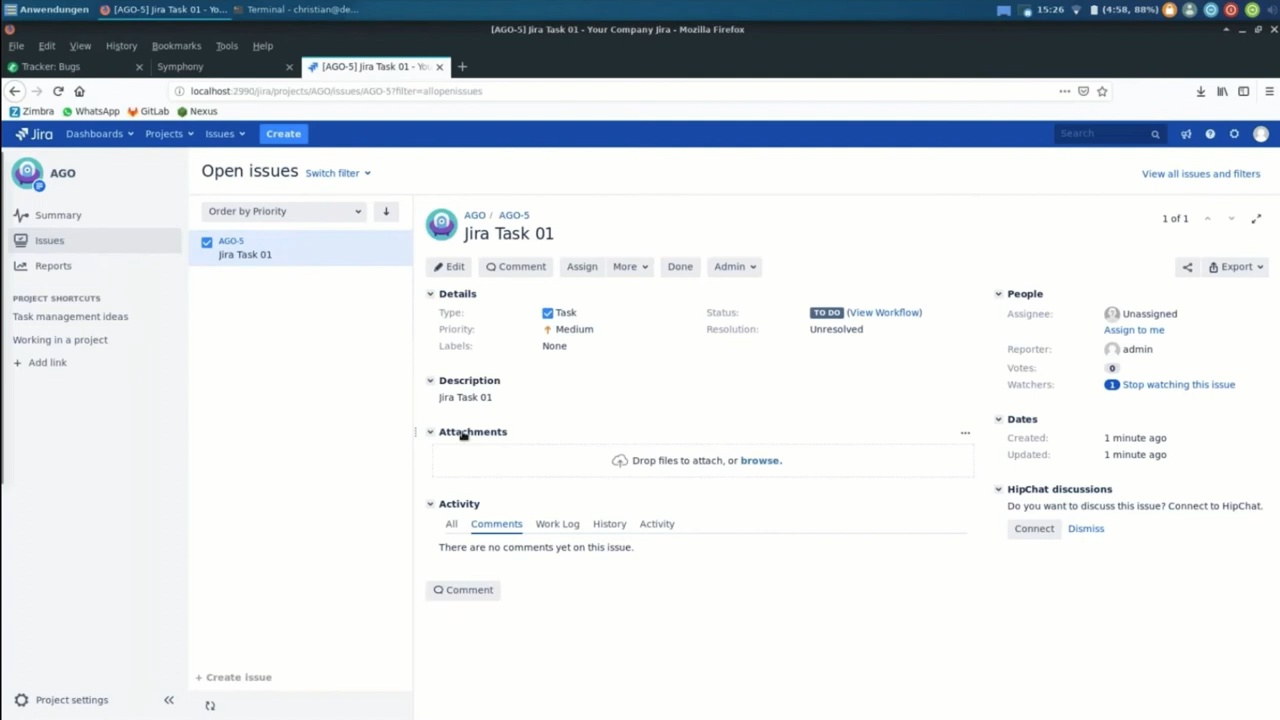 Anwendungen [AGO-5] Jira Task 01 - Yo... Terminal - christian@de... 15:26 (4:58, 88%)
[AGO-5] Jira Task 01 - Your Company Jira - Mozilla Firefox
File Edit View History Bookmarks Tools Help
Tracker: Bugs Symphony [AGO-5] Jira Task 01 - You
localhost:2990/jira/projects/AGO/issues/AGO-5?filter=allopenissues
Zimbra WhatsApp GitLab Nexus
Jira Dashboards Projects Issues Create Search
AGO
Summary
Issues
Reports
PROJECT SHORTCUTS
Task management ideas
Working in a project
+ Add link
Project settings
Open issues Switch filter View all issues and filters
Order by Priority
AGO-5
Jira Task 01
+ Create issue
AGO / AGO-5 1 of 1
Jira Task 01
Edit Comment Assign More Done Admin Export
Details
Type: Task Status: TO DO (View Workflow)
Priority: Medium Resolution: Unresolved
Labels: None
Description
Jira Task 01
Attachments
Drop files to attach, or browse.
Activity
All Comments Work Log History Activity
There are no comments yet on this issue.
Comment
People
Assignee: Unassigned
Assign to me
Reporter: admin
Votes: 0
Watchers: 1 Stop watching this issue
Dates
Created: 1 minute ago
Updated: 1 minute ago
HipChat discussions
Do you want to discuss this issue? Connect to HipChat.
Connect Dismiss